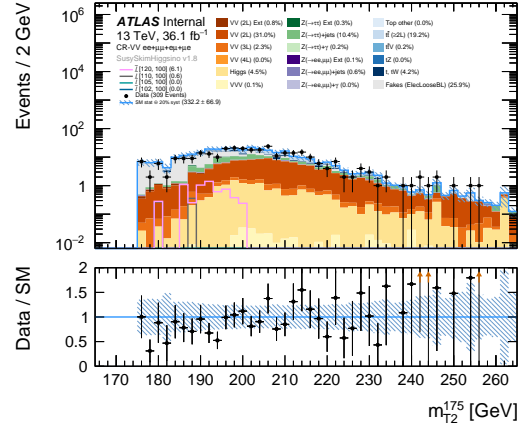 ATLAS Internal
13 TeV, 36.1 fb⁻¹
CR-VV ee+μμ+eμ+μe
SusySkimHiggsino v1.8
l̃ [120, 100] (6.1)
l̃ [110, 100] (0.6)
l̃ [105, 100] (0.0)
l̃ [102, 100] (0.0)
Data (309 Events)
SM stat ⊕ 20% syst (332.2 ± 66.9)
VV (2L) Ext (0.8%)
VV (2L) (31.0%)
VV (3L) (2.3%)
VV (4L) (0.0%)
Higgs (4.5%)
VVV (0.1%)
Z(→ττ) Ext (0.3%)
Z(→ττ)+jets (10.4%)
Z(→ττ)+γ (0.2%)
Z(→ee,μμ) Ext (0.1%)
Z(→ee,μμ)+jets (0.6%)
Z(→ee,μμ)+γ (0.0%)
Top other (0.0%)
tt̄ (≥2L) (19.2%)
tt̄V (0.2%)
tZ (0.0%)
t, tW (4.2%)
Fakes (ElecLooseBL) (25.9%)
Events / 2 GeV
10⁶
10⁴
10²
1
10⁻²
Data / SM
2
1.5
1
0.5
0
170 180 190 200 210 220 230 240 250 260
m_T2^175 [GeV]